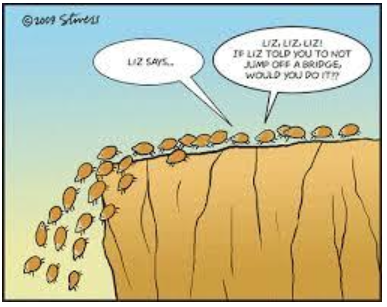 ©2009 Stivers
LIZ SAYS...
LIZ, LIZ, LIZ!
IF LIZ TOLD YOU TO NOT
JUMP OFF A BRIDGE,
WOULD YOU DO IT??